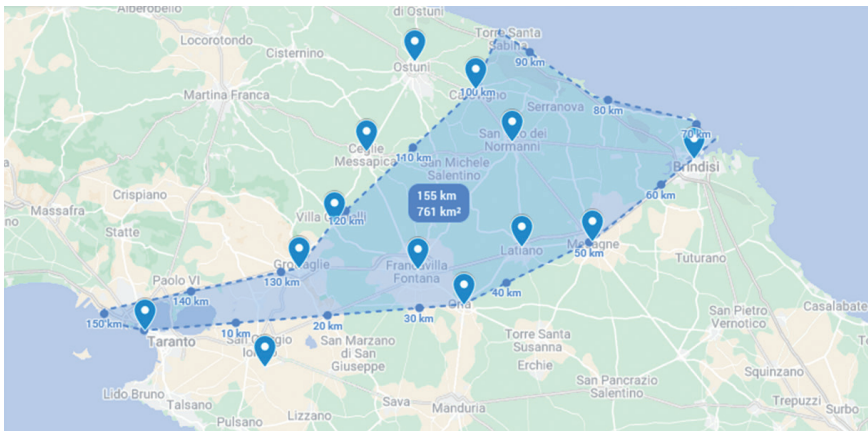 Alberobello
di Ostuni
Locorotondo
Torre Santa
Sabina
Cisternino
90 km
Ostuni
Martina Franca
100 km
Serranova
80 km
70 km
Ceglie
Messapica
110 km
San Michele
Salentino
Normanni
Brindisi
Crispiano
155 km
761 km²
60 km
Massafra
Villa
120 km
Statte
Latiano
50 km
Tuturano
Paolo VI
130 km
Francavilla
Fontana
140 km
40 km
150 km
30 km
20 km
10 km
Taranto
San Marzano
di San
Giuseppe
Torre Santa
Susanna
Erchie
San Pietro
Vernotico
Casalabate
Squinzano
Lido Bruno
Talsano
Pulsano
Lizzano
Sava
Manduria
San Pancrazio
Salentino
Trepuzzi
Surbo